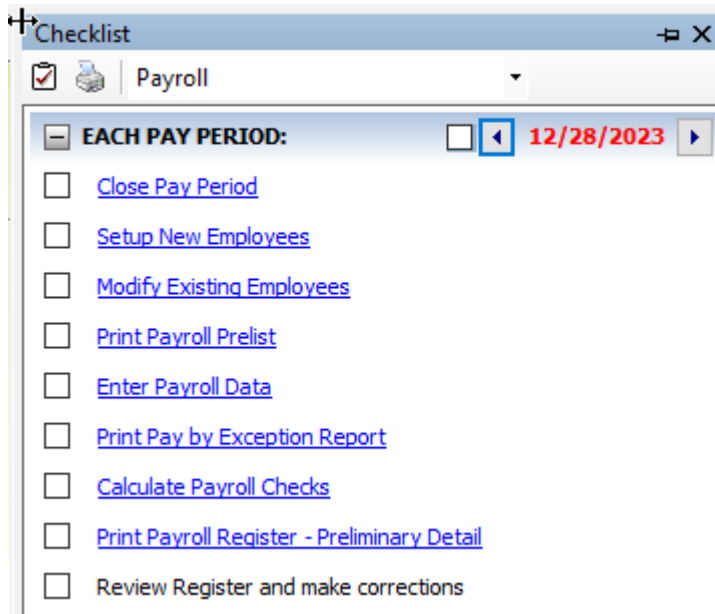 Checklist
Payroll
EACH PAY PERIOD: 12/28/2023
Close Pay Period
Setup New Employees
Modify Existing Employees
Print Payroll Prelist
Enter Payroll Data
Print Pay by Exception Report
Calculate Payroll Checks
Print Payroll Register - Preliminary Detail
Review Register and make corrections